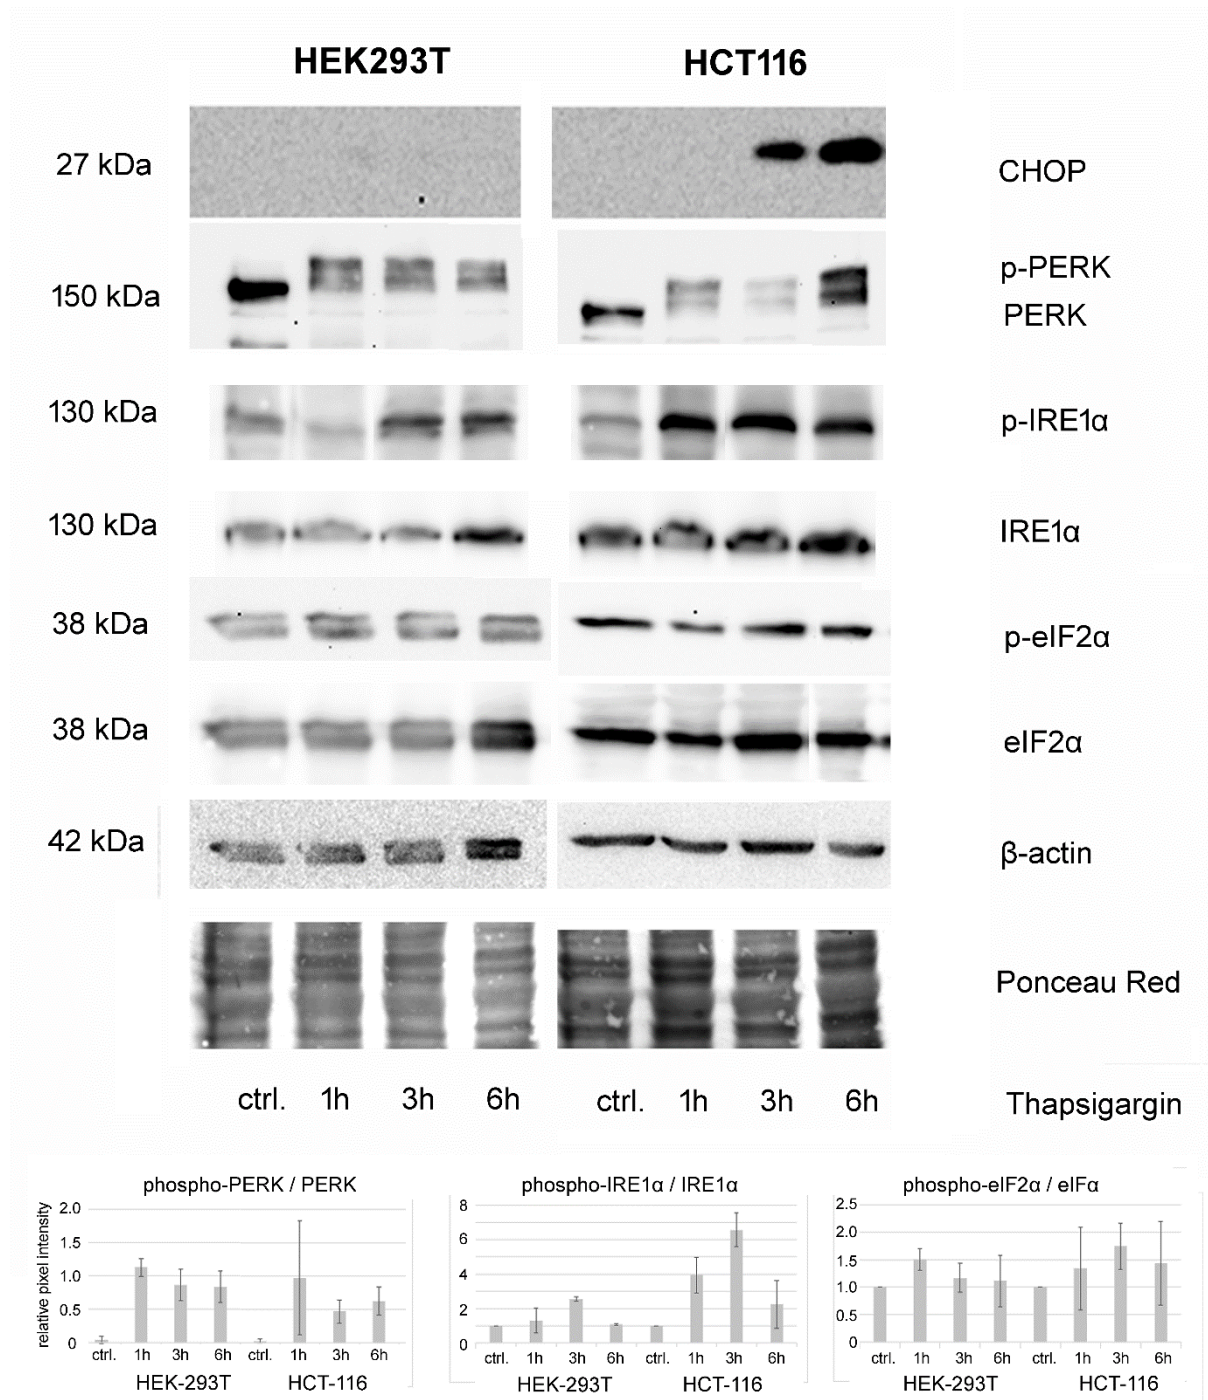 HEK293T HCT116
27 kDa CHOP
p-PERK
150 kDa
PERK
130 kDa p-IRE1α
130 kDa IRE1α
38 kDa p-eIF2α
38 kDa eIF2α
42 kDa β-actin
Ponceau Red
ctrl. 1h 3h 6h ctrl. 1h 3h 6h Thapsigargin
phospho-PERK / PERK
relative pixel intensity
2.0
1.5
1.0
0.5
0
ctrl. 1h 3h 6h ctrl. 1h 3h 6h
HEK-293T HCT-116
phospho-IRE1α / IRE1α
8
6
4
2
0
ctrl. 1h 3h 6h ctrl. 1h 3h 6h
HEK-293T HCT-116
phospho-eIF2α / eIFα
2.5
2.0
1.5
1.0
0.5
0
ctrl. 1h 3h 6h ctrl. 1h 3h 6h
HEK-293T HCT-116